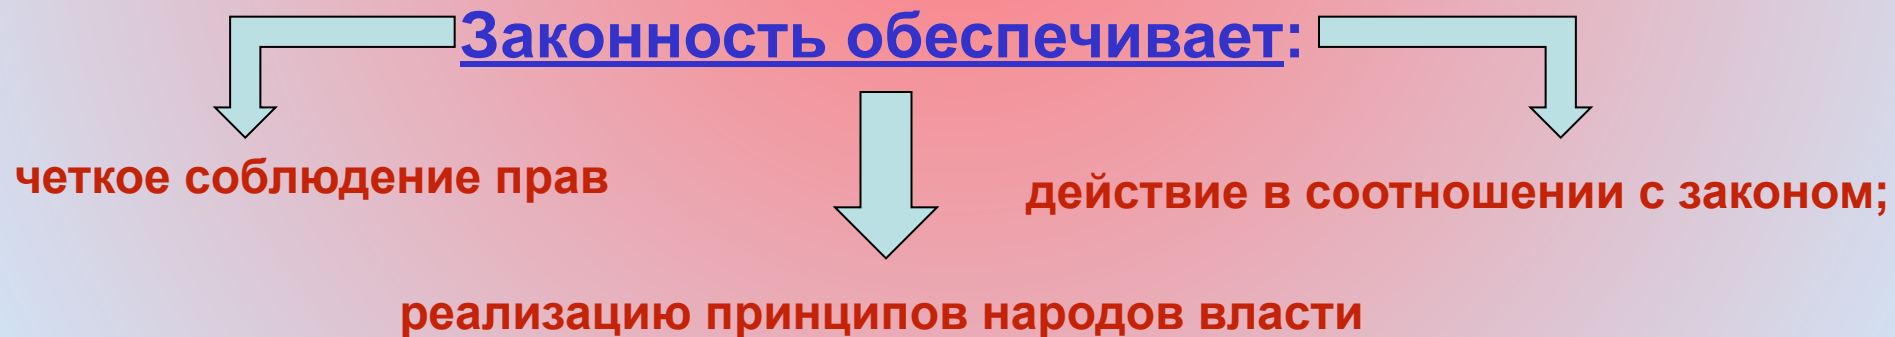 Законность обеспечивает:
четкое соблюдение прав
действие в соотношении с законом;
реализацию принципов народов власти